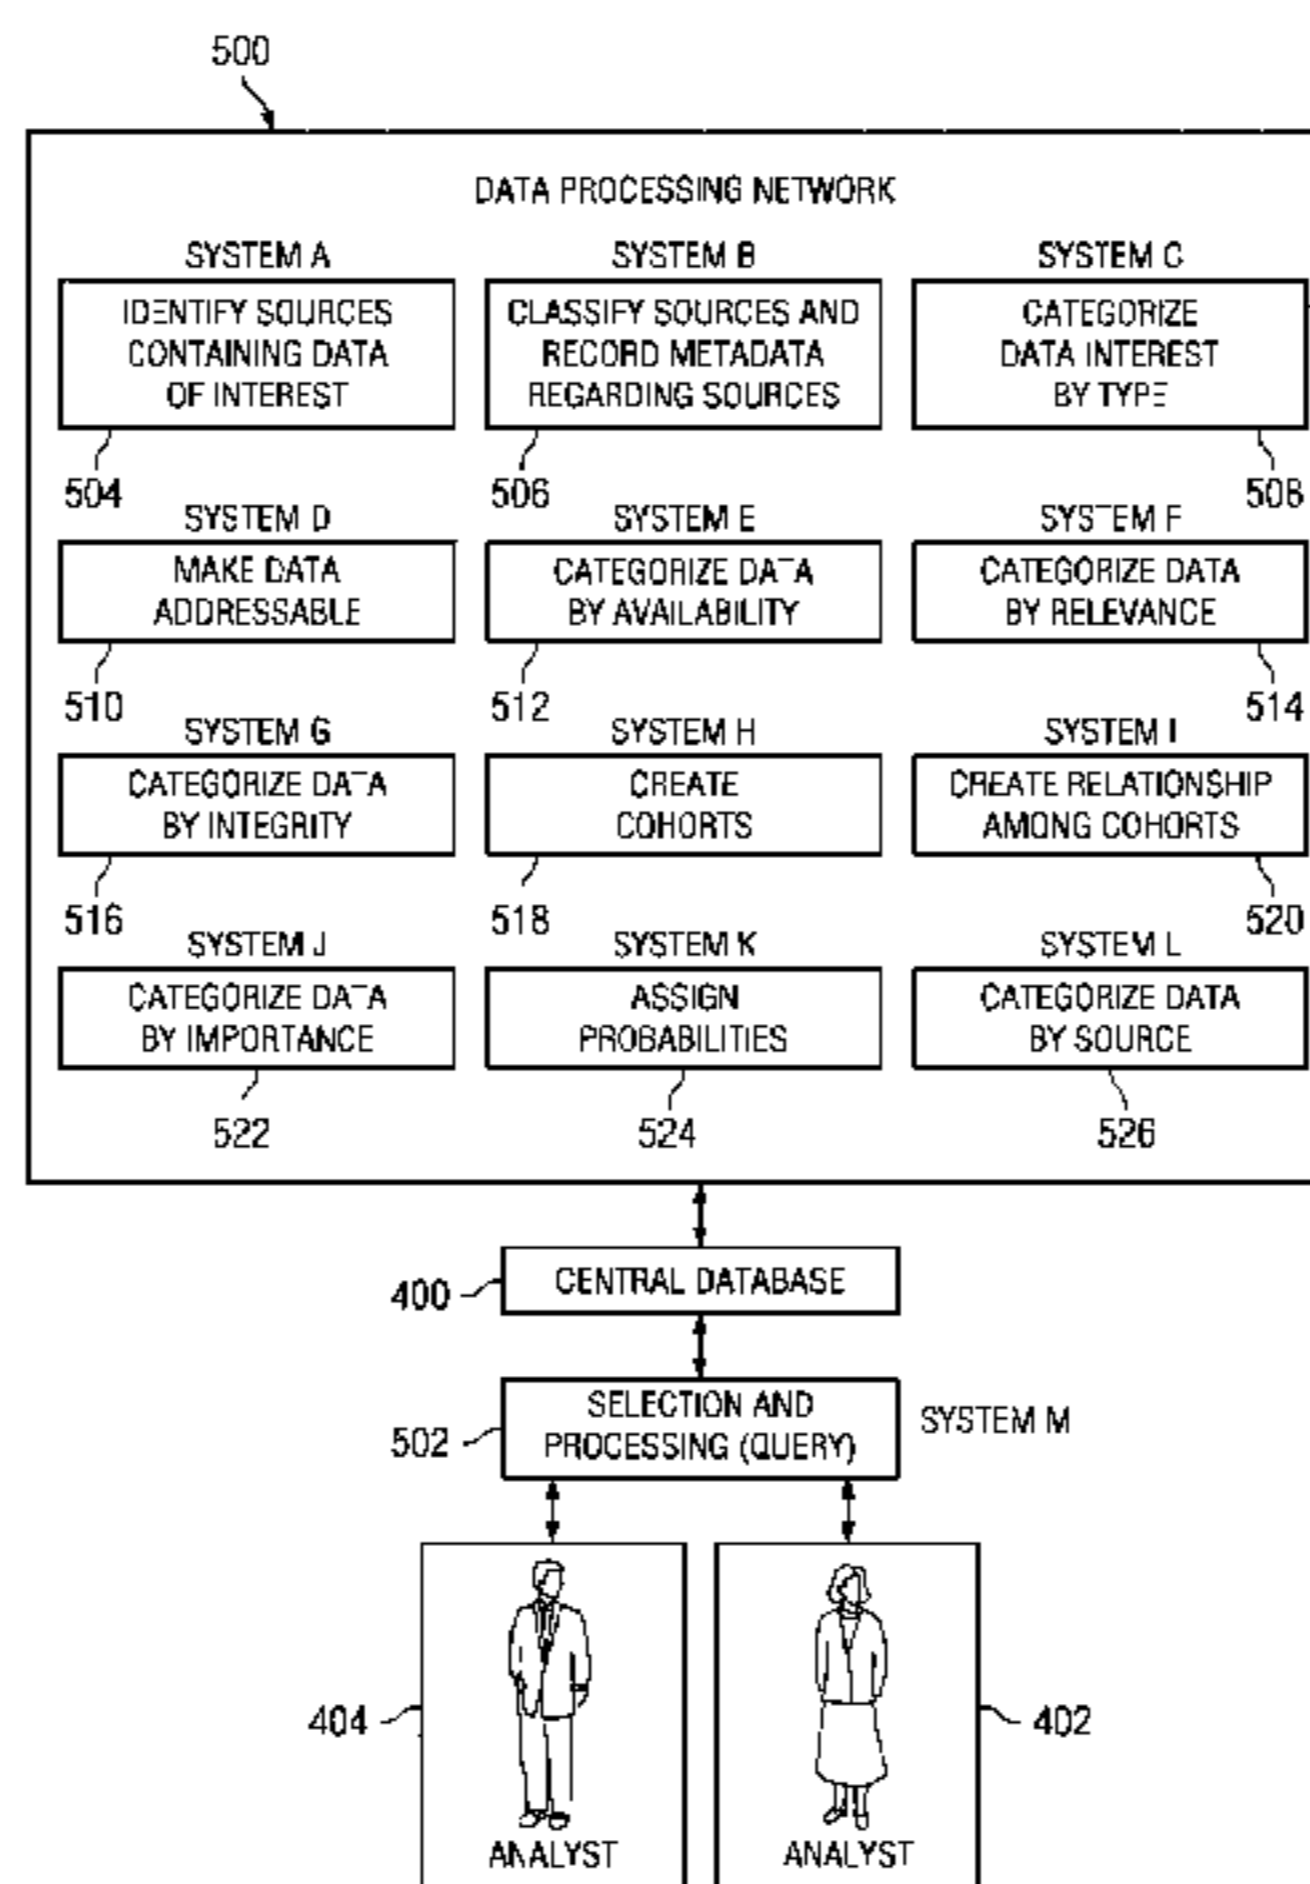 500
DATA PROCESSING NETWORK
SYSTEM A
IDENTIFY SOURCES
CONTAINING DATA
OF INTEREST
504
SYSTEM B
CLASSIFY SOURCES AND
RECORD METADATA
REGARDING SOURCES
506
SYSTEM C
CATEGORIZE
DATA INTEREST
BY TYPE
508
SYSTEM D
MAKE DATA
ADDRESSABLE
510
SYSTEM E
CATEGORIZE DATA
BY AVAILABILITY
512
SYSTEM F
CATEGORIZE DATA
BY RELEVANCE
514
SYSTEM G
CATEGORIZE DATA
BY INTEGRITY
516
SYSTEM H
CREATE
COHORTS
518
SYSTEM I
CREATE RELATIONSHIP
AMONG COHORTS
520
SYSTEM J
CATEGORIZE DATA
BY IMPORTANCE
522
SYSTEM K
ASSIGN
PROBABILITIES
524
SYSTEM L
CATEGORIZE DATA
BY SOURCE
526
400
CENTRAL DATABASE
502
SELECTION AND
PROCESSING (QUERY)
SYSTEM M
404
ANALYST
402
ANALYST